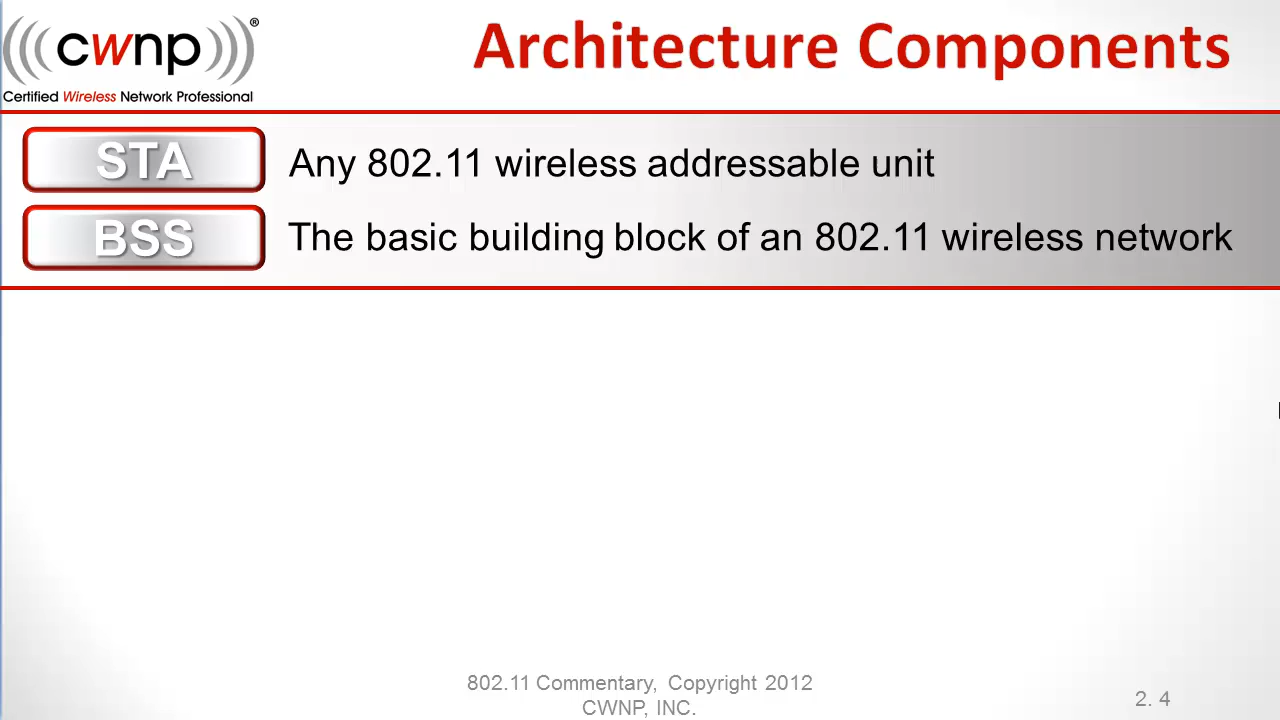 cwnp®
Certified Wireless Network Professional
Architecture Components
STA
Any 802.11 wireless addressable unit
BSS
The basic building block of an 802.11 wireless network
802.11 Commentary, Copyright 2012
CWNP, INC.
2. 4